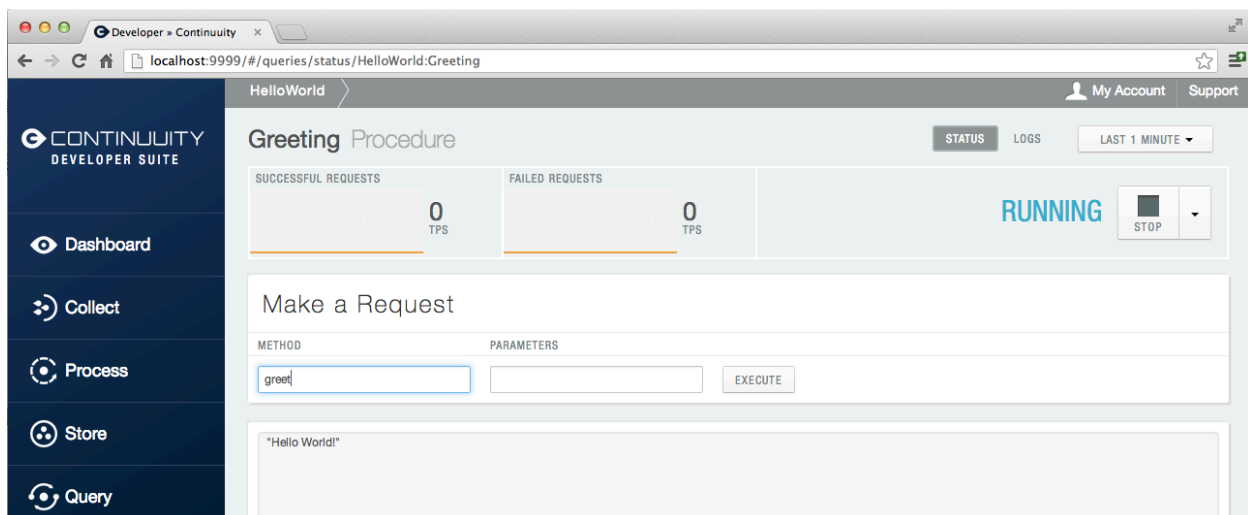 Developer » Continuuity
localhost:9999/#/queries/status/HelloWorld:Greeting
HelloWorld
My Account
Support
CONTINUUITY
DEVELOPER SUITE
Greeting Procedure
STATUS
LOGS
LAST 1 MINUTE
SUCCESSFUL REQUESTS
0
TPS
FAILED REQUESTS
0
TPS
RUNNING
STOP
Dashboard
Collect
Process
Store
Query
Make a Request
METHOD
PARAMETERS
greet
EXECUTE
"Hello World!"